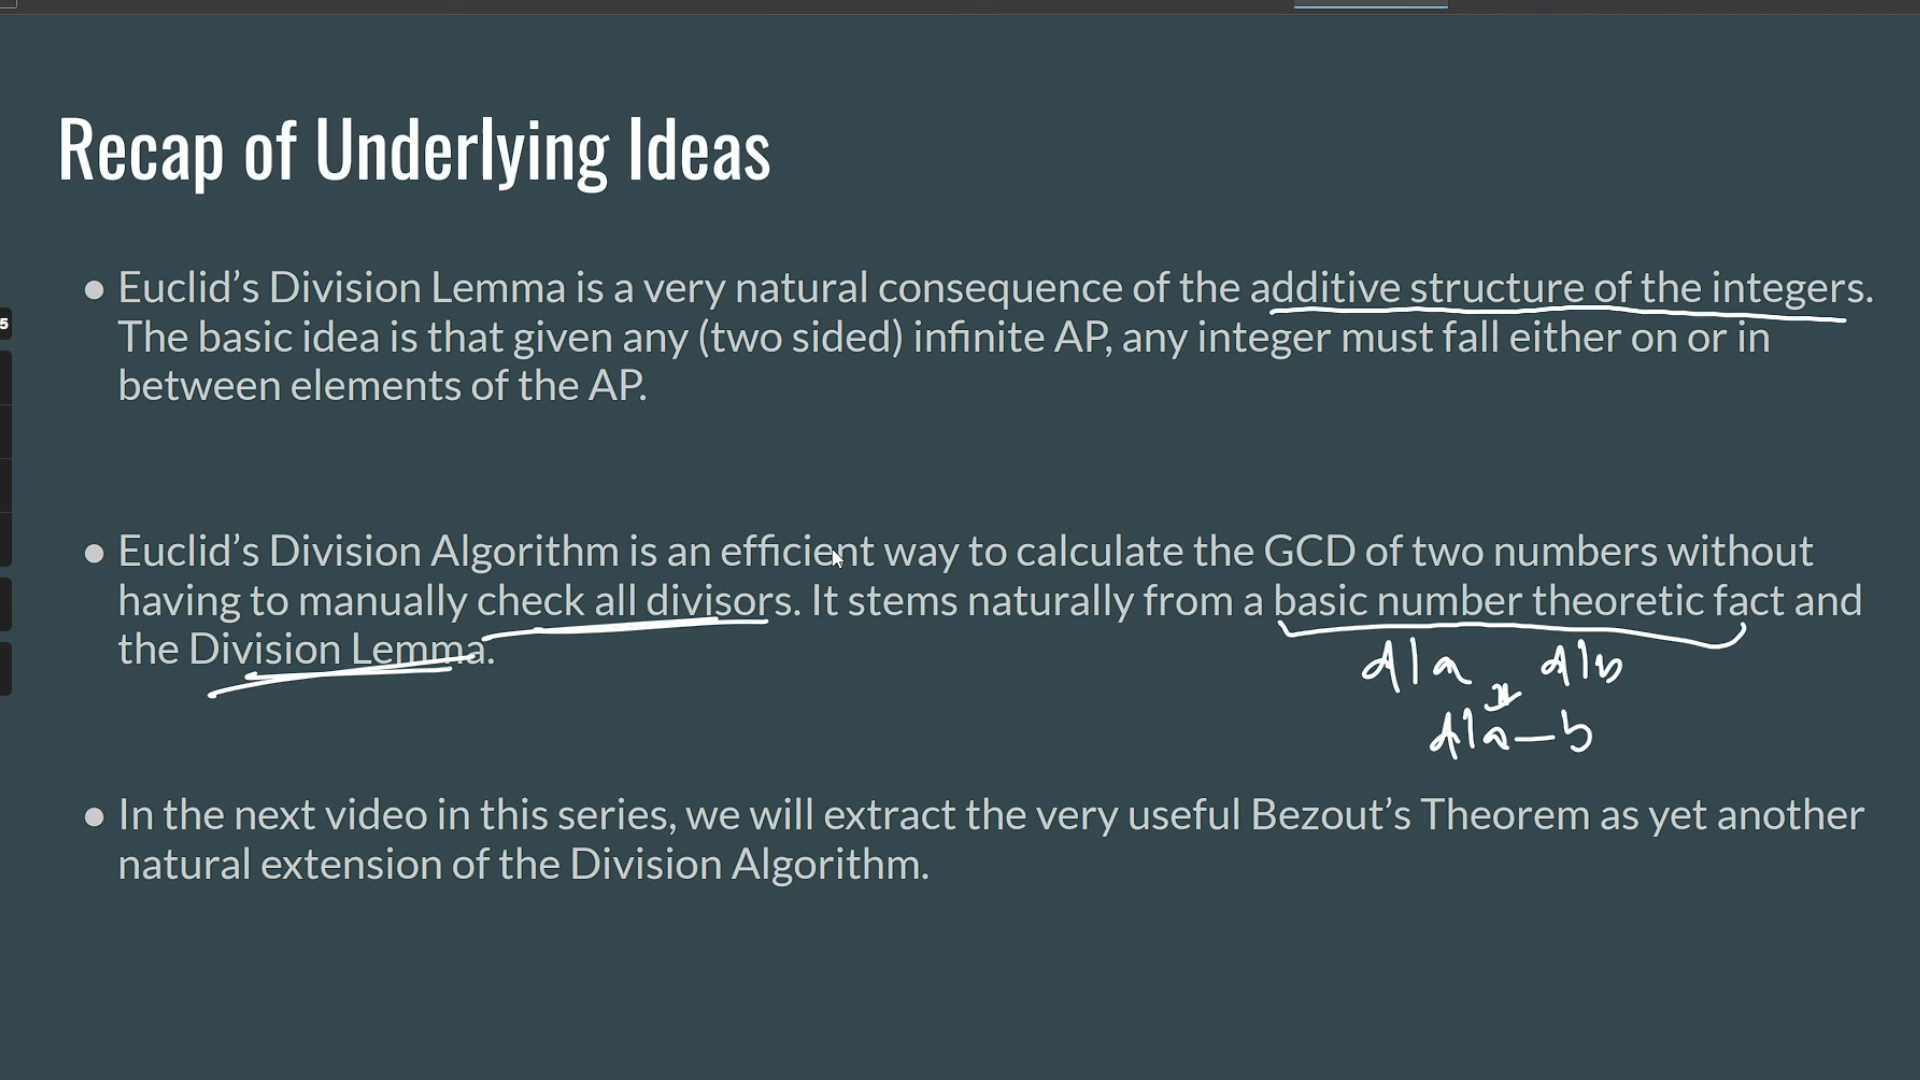 Recap of Underlying Ideas
● Euclid’s Division Lemma is a very natural consequence of the additive structure of the integers.
The basic idea is that given any (two sided) infinite AP, any integer must fall either on or in
between elements of the AP.
● Euclid’s Division Algorithm is an efficient way to calculate the GCD of two numbers without
having to manually check all divisors. It stems naturally from a basic number theoretic fact and
the Division Lemma.
d|a d|b
d|a-b
● In the next video in this series, we will extract the very useful Bezout’s Theorem as yet another
natural extension of the Division Algorithm.
5